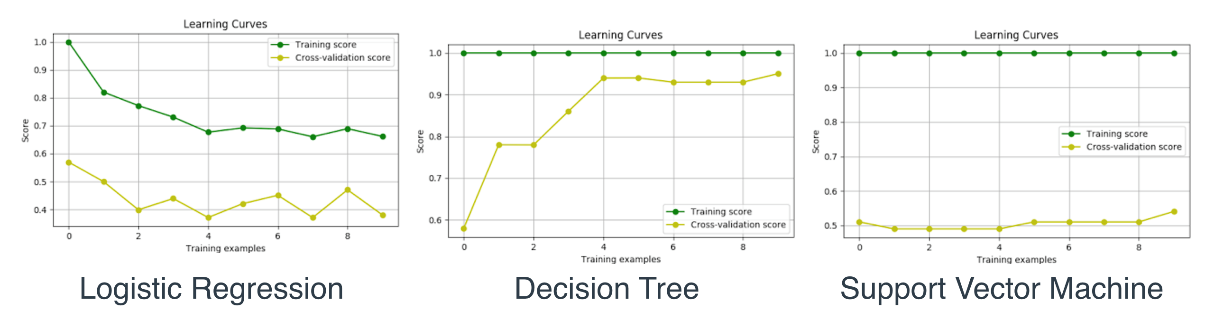 Learning Curves
Training score
Cross-validation score
1.0
0.9
0.8
0.7
0.6
0.5
0.4
Score
0
2
4
6
8
Training examples
Logistic Regression
Learning Curves
1.0
0.9
0.8
0.7
0.6
Score
Training score
Cross-validation score
0
2
4
6
8
Training examples
Decision Tree
Learning Curves
1.0
0.9
0.8
0.7
0.6
0.5
Score
Training score
Cross-validation score
0
2
4
6
8
Training examples
Support Vector Machine